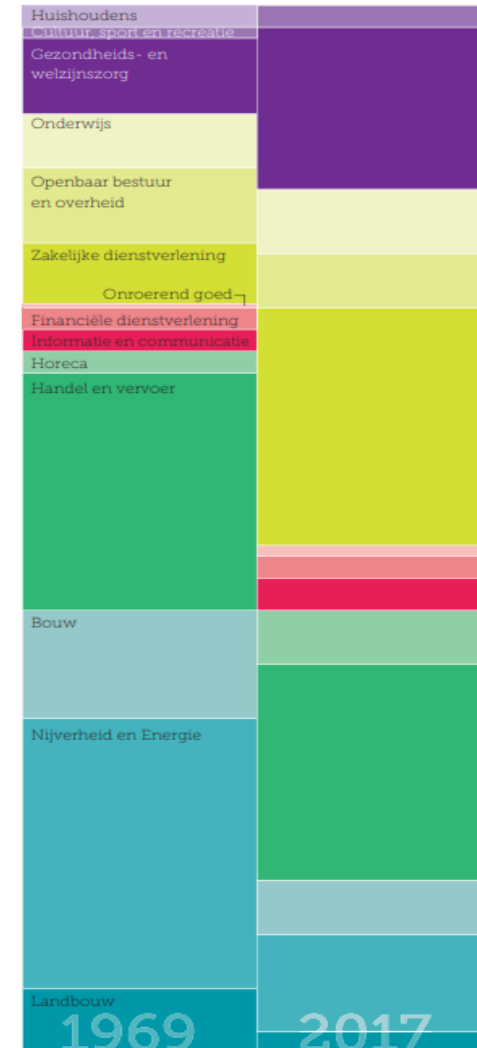 Huishoudens
Cultuur, sport en recreatie
Gezondheids- en
welzijnszorg
Onderwijs
Openbaar bestuur
en overheid
Zakelijke dienstverlening
Onroerend goed
Financiële dienstverlening
Informatie en communicatie
Horeca
Handel en vervoer
Bouw
Nijverheid en Energie
Landbouw
1969
2017